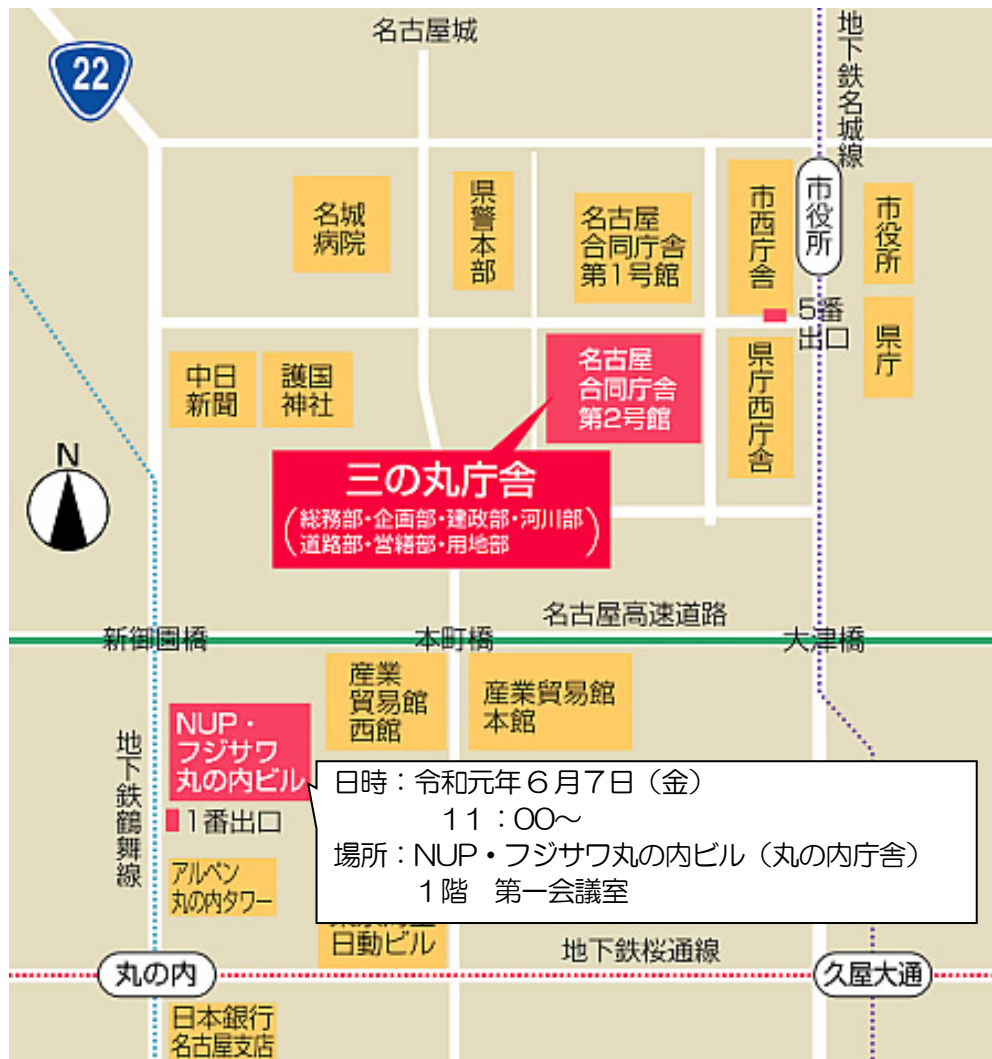 名古屋城
22
地下鉄名城線
名城
病院
県警本部
名古屋
合同庁舎
第1号館
市西庁舎
市役所
市役所
5番
出口
県庁
中日
新聞
護国
神社
名古屋
合同庁舎
第2号館
県庁西庁舎
N
三の丸庁舎
(総務部・企画部・建政部・河川部
道路部・営繕部・用地部)
名古屋高速道路
新御園橋
本町橋
大津橋
産業
貿易館
西館
産業貿易館
本館
NUP・
フジサワ
丸の内ビル
地下鉄鶴舞線
1番出口
日時：令和元年6月7日（金）
11：00～
場所：NUP・フジサワ丸の内ビル（丸の内庁舎）
1階　第一会議室
アルペン
丸の内タワー
日動ビル
地下鉄桜通線
丸の内
久屋大通
日本銀行
名古屋支店